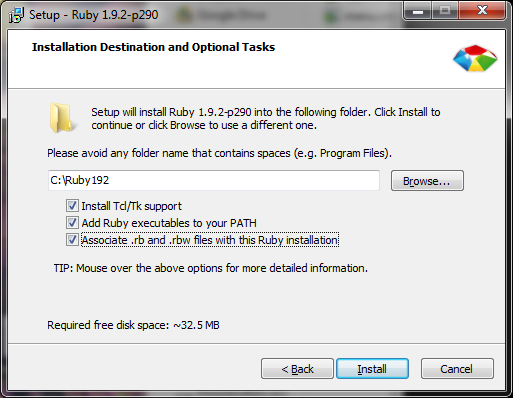 Setup - Ruby 1.9.2-p290
Installation Destination and Optional Tasks
Setup will install Ruby 1.9.2-p290 into the following folder. Click Install to
continue or click Browse to use a different one.
Please avoid any folder name that contains spaces (e.g. Program Files).
C:\Ruby192
Browse...
Install Tcl/Tk support
Add Ruby executables to your PATH
Associate .rb and .rbw files with this Ruby installation
TIP: Mouse over the above options for more detailed information.
Required free disk space: ~32.5 MB
< Back
Install
Cancel